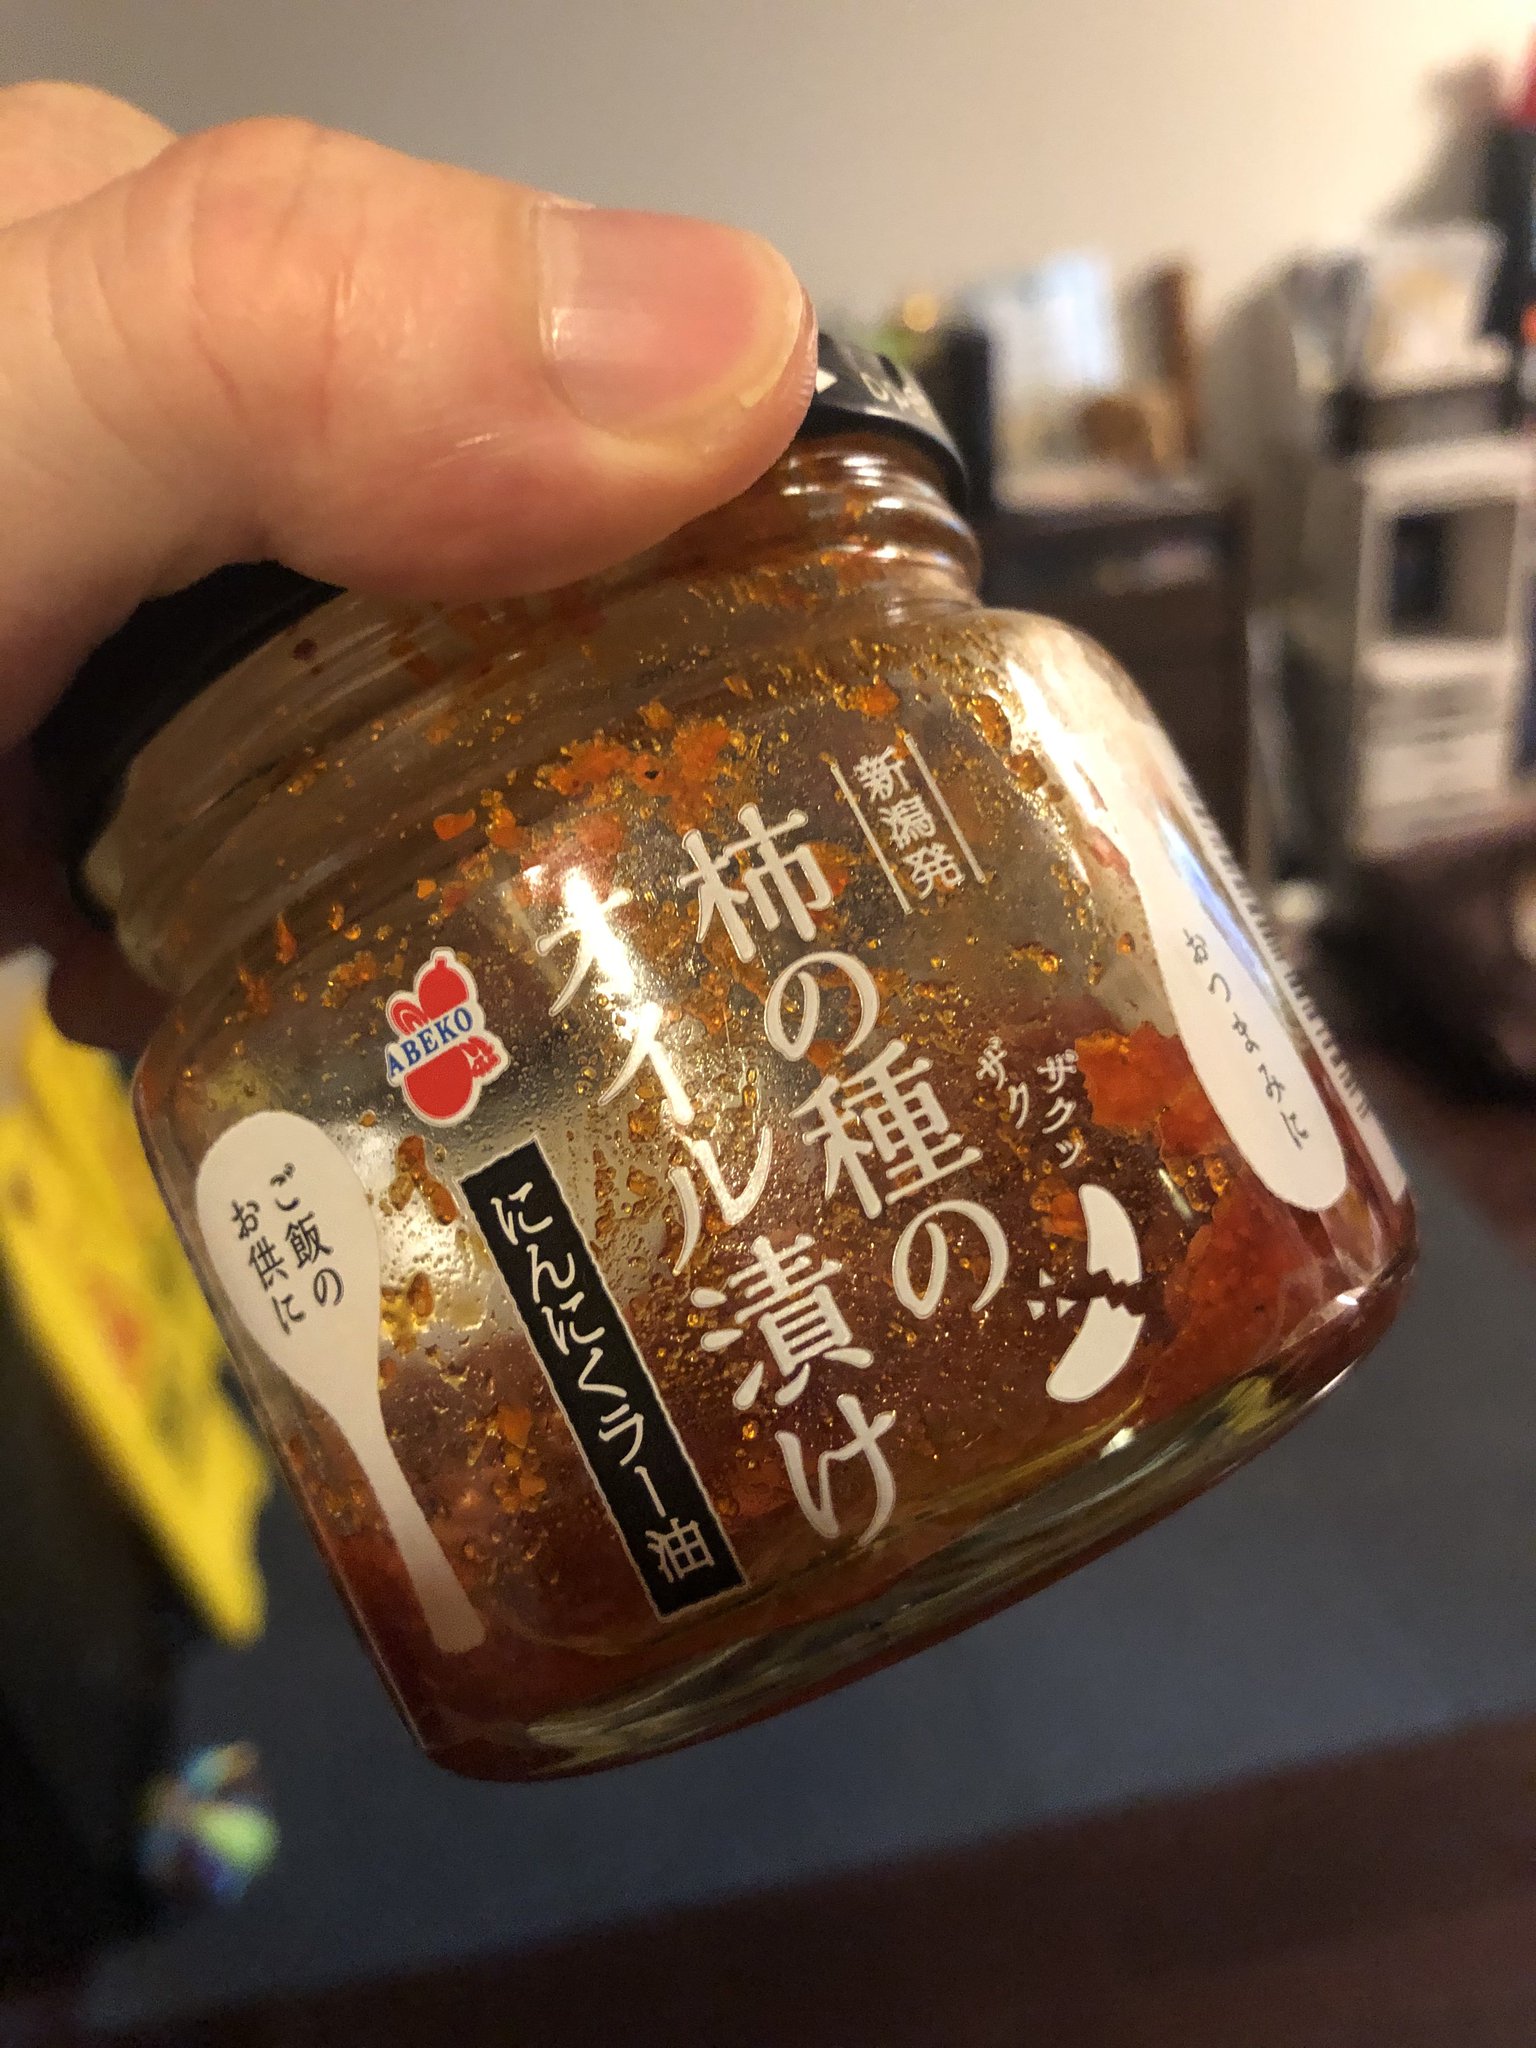 新潟発
柿の種の
オイル漬け
にんにくラー油
ザクッ
ザク
おつまみに
ABEKO
ご飯の
お供に